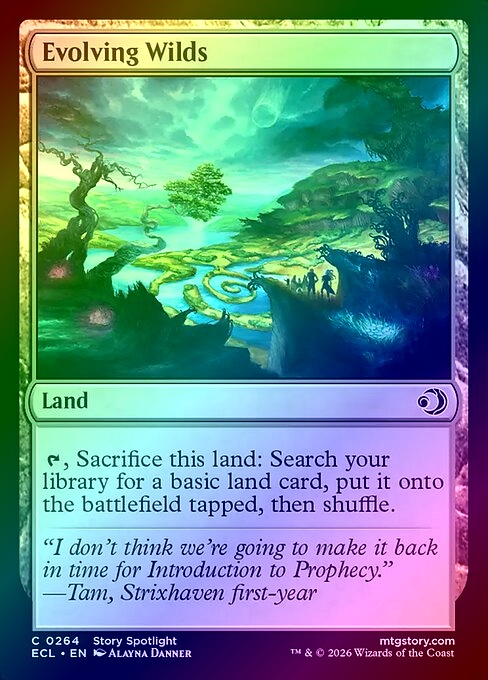 Evolving Wilds
Land
, Sacrifice this land: Search your
library for a basic land card, put it onto
the battlefield tapped, then shuffle.
“I don’t think we’re going to make it back
in time for Introduction to Prophecy.”
—Tam, Strixhaven first-year
C 0264 Story Spotlight mtgstory.com
ECL • EN Alayna Danner ™ & © 2026 Wizards of the Coast